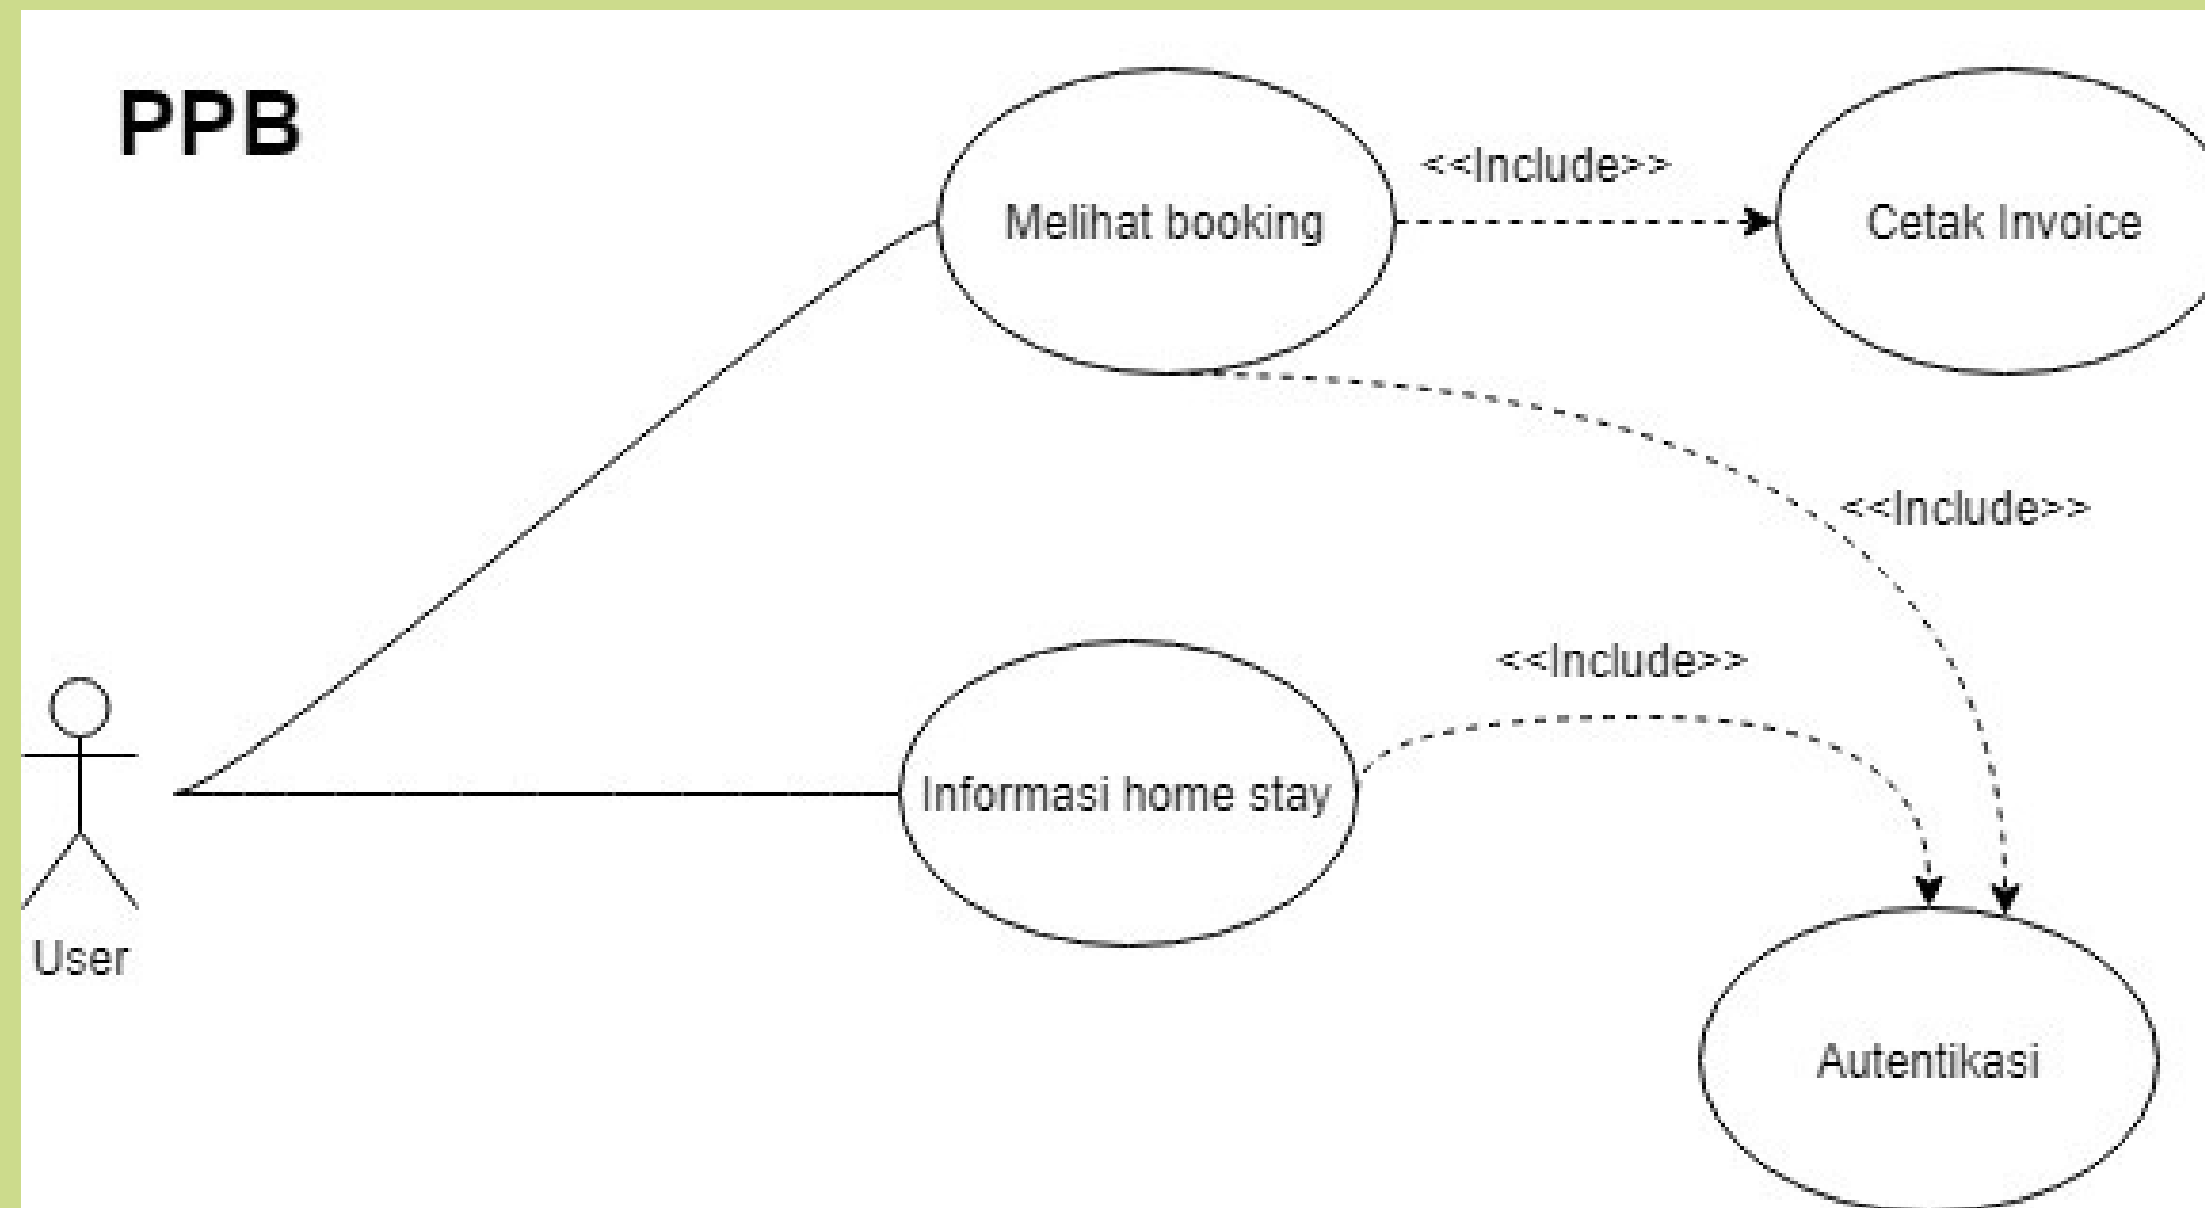 PPB
<<Include>>
Melihat booking
Cetak Invoice
<<Include>>
<<Include>>
Informasi home stay
User
Autentikasi